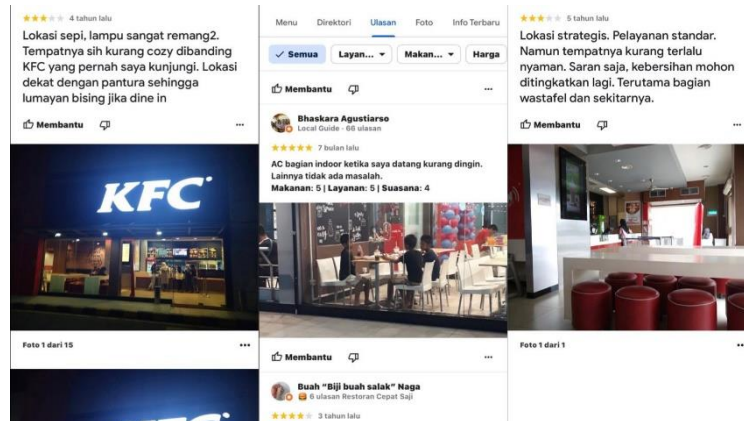 4 tahun lalu
Lokasi sepi, lampu sangat remang2.
Tempatnya sih kurang cozy dibanding
KFC yang pernah saya kunjungi. Lokasi
dekat dengan pantura sehingga
lumayan bising jika dine in
Membantu
KFC
Foto 1 dari 15
Menu Direktori Ulasan Foto Info Terbaru
Semua Layan... Makan... Harga
Membantu
Bhaskara Agustiarso
Local Guide · 66 ulasan
7 bulan lalu
AC bagian indoor ketika saya datang kurang dingin.
Lainnya tidak ada masalah.
Makanan: 5 | Layanan: 5 | Suasana: 4
Membantu
Buah "Biji buah salak" Naga
6 ulasan Restoran Cepat Saji
3 tahun lalu
5 tahun lalu
Lokasi strategis. Pelayanan standar.
Namun tempatnya kurang terlalu
nyaman. Saran saja, kebersihan mohon
ditingkatkan lagi. Terutama bagian
wastafel dan sekitarnya.
Membantu
Foto 1 dari 1